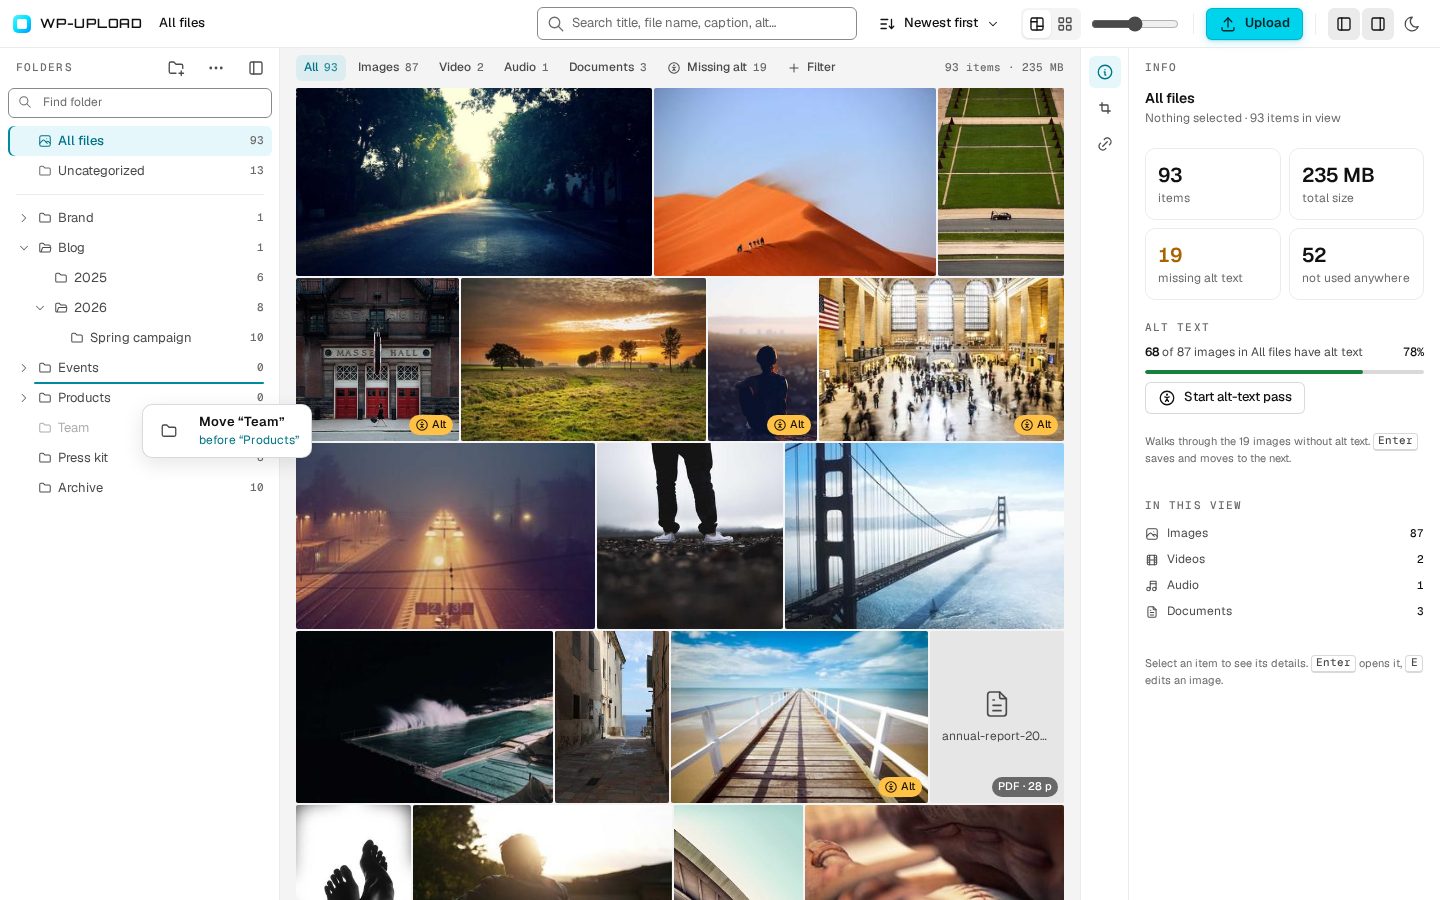 WP-UPLOAD All files
Search title, file name, caption, alt...
Newest first
Upload
FOLDERS
Find folder
All files 93
Uncategorized 13
Brand 1
Blog 1
2025 6
2026 8
Spring campaign 10
Events 0
Products 0
Team
Move “Team”
before “Products”
Press kit
Archive 10
All 93 Images 87 Video 2 Audio 1 Documents 3 Missing alt 19 Filter
93 items · 235 MB
MASSEY HALL
Alt
Alt
Alt
Alt
annual-report-20...
PDF · 28 p
INFO
All files
Nothing selected · 93 items in view
93
items
235 MB
total size
19
missing alt text
52
not used anywhere
ALT TEXT
68 of 87 images in All files have alt text 78%
Start alt-text pass
Walks through the 19 images without alt text. Enter
saves and moves to the next.
IN THIS VIEW
Images 87
Videos 2
Audio 1
Documents 3
Select an item to see its details. Enter opens it, E
edits an image.